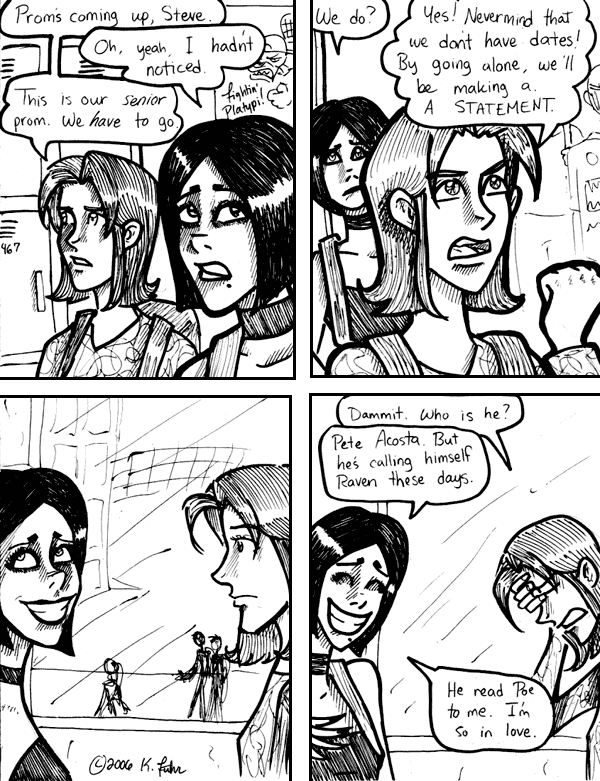 Prom's coming up, Steve.
Oh, yeah. I hadn't
noticed.
This is our senior
prom. We have to go.
fightin'
Platypi!
467
We do?
Yes! Nevermind that
we don't have dates!
By going alone, we'll
be making a.
A STATEMENT.
©2006 K. Fuhr
Dammit. Who is he?
Pete Acosta. But
he's calling himself
Raven these days.
He read Poe
to me. I'm
so in love.